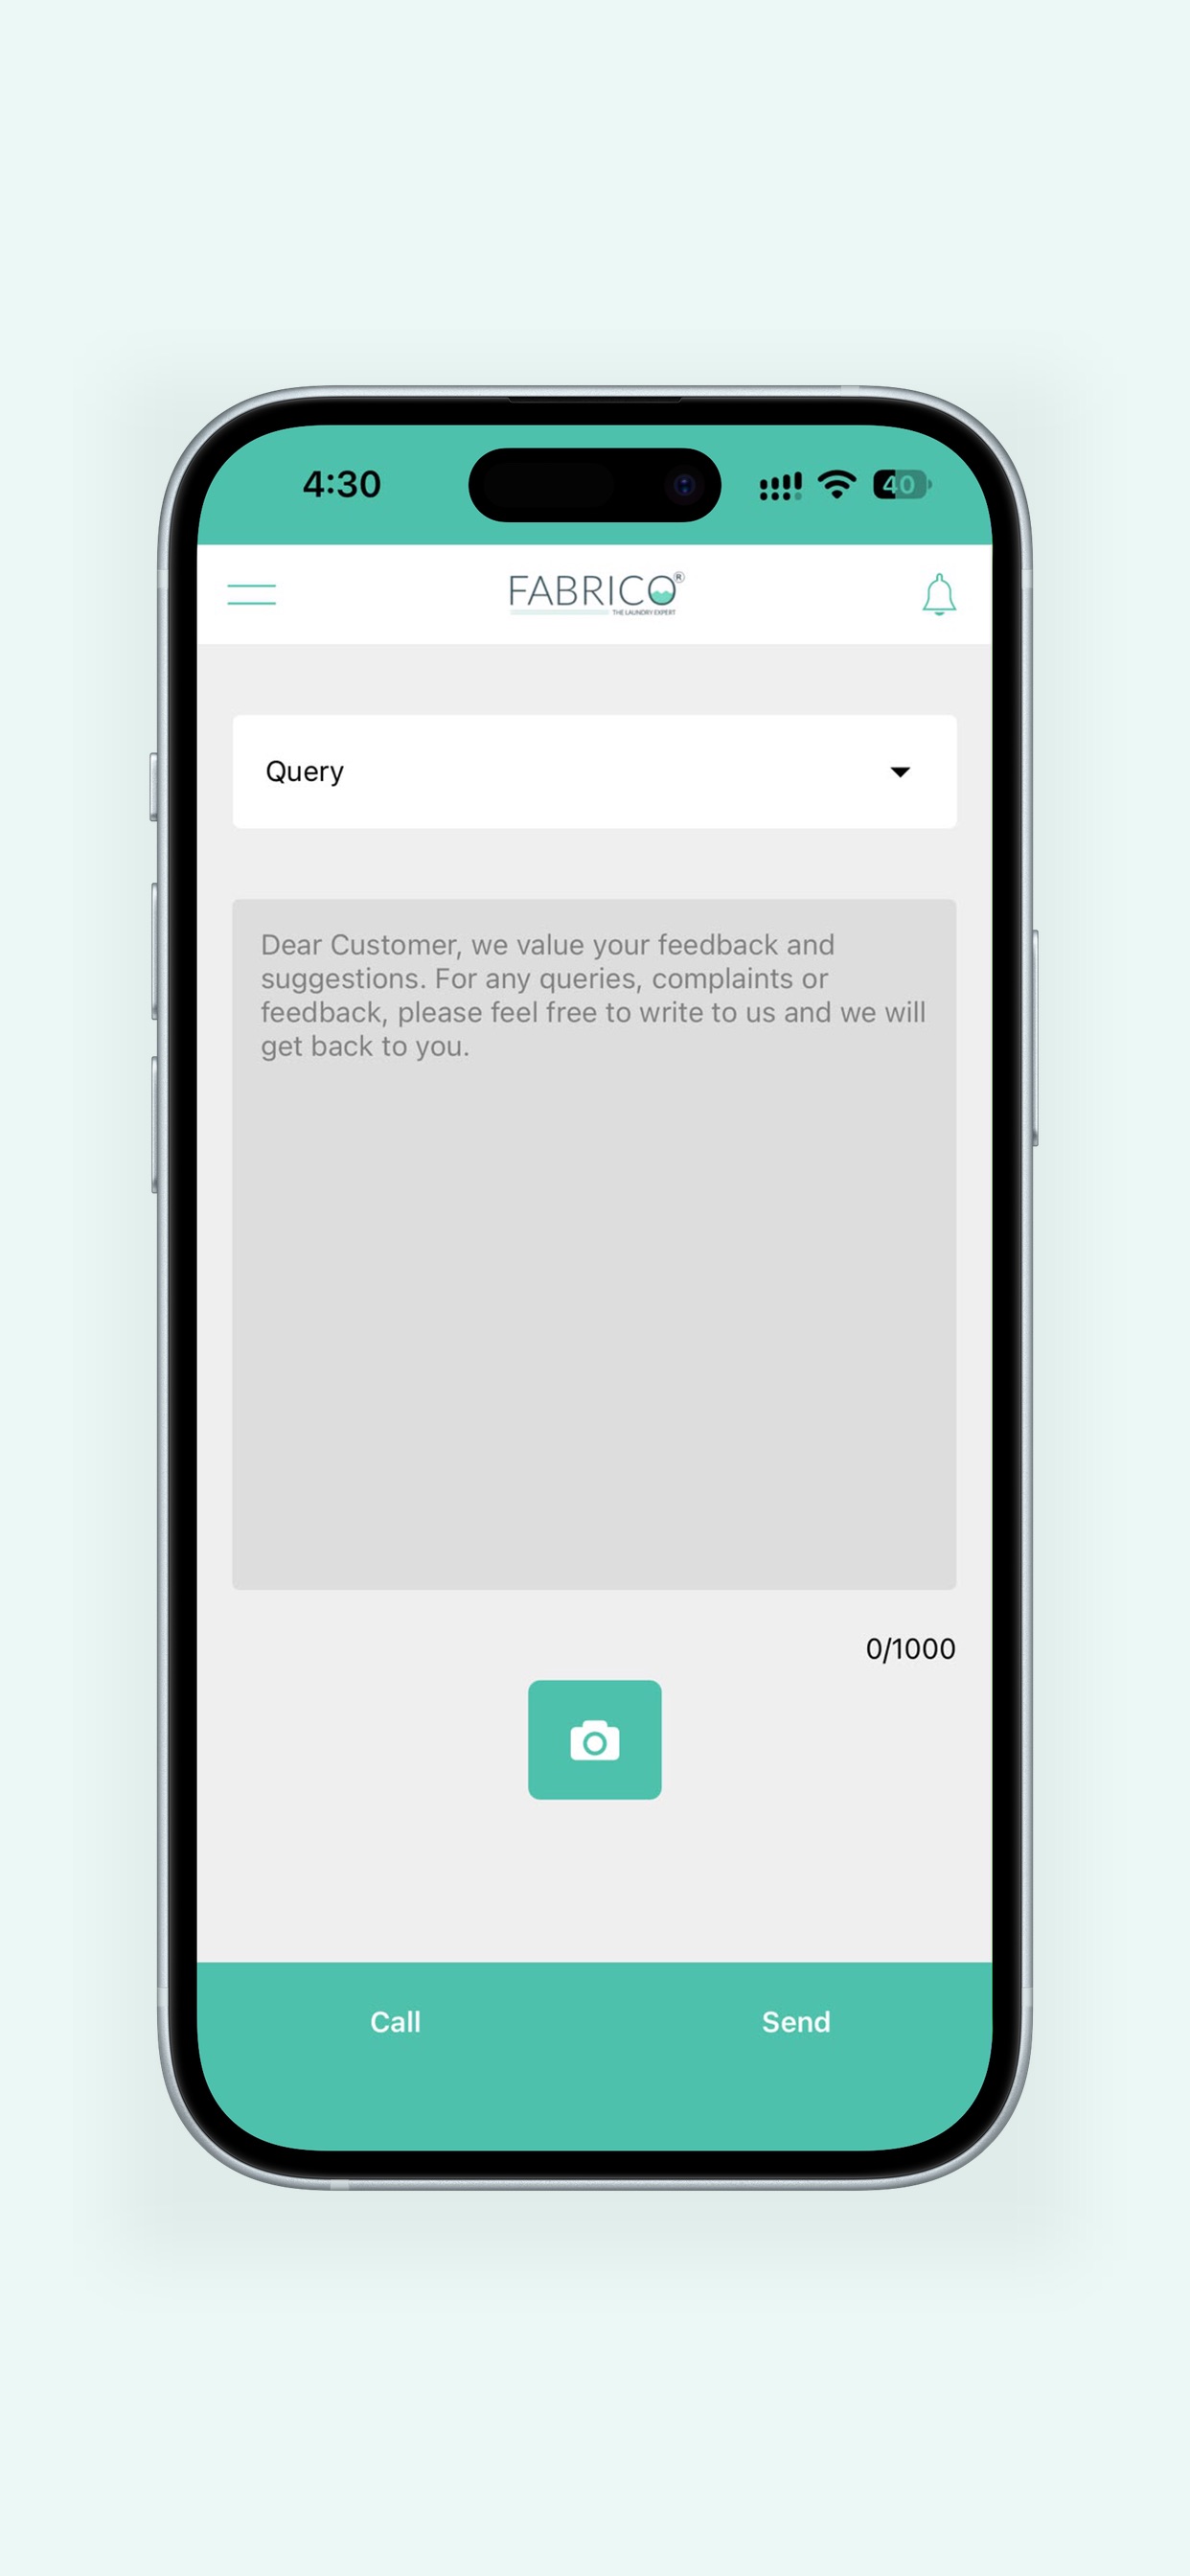 4:30
40
FABRICO®
THE LAUNDRY EXPERT
Query
Dear Customer, we value your feedback and
suggestions. For any queries, complaints or
feedback, please feel free to write to us and we will
get back to you.
0/1000
Call
Send